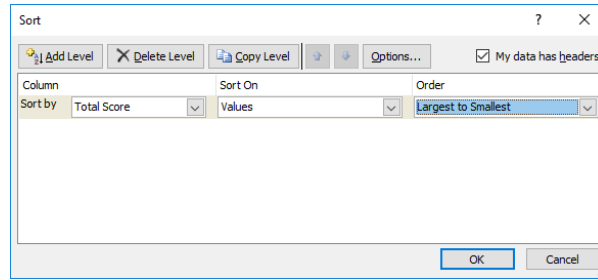 Sort ? ×
Add Level Delete Level Copy Level Options... My data has headers
Column Sort On Order
Sort by Total Score Values Largest to Smallest
OK Cancel